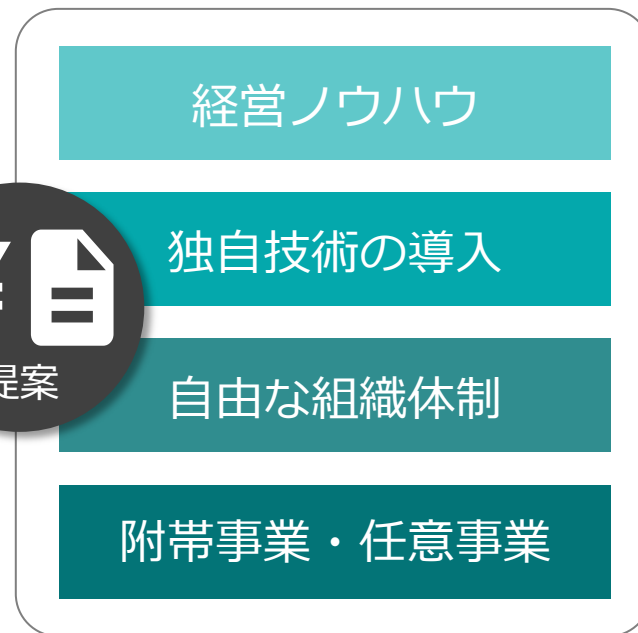 経営ノウハウ
独自技術の導入
提案
自由な組織体制
附帯事業・任意事業